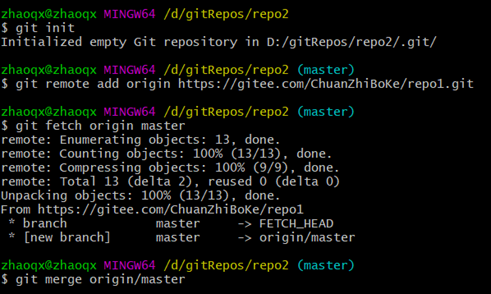 zhaoqx@zhaoqx MINGW64 /d/gitRepos/repo2
$ git init
Initialized empty Git repository in D:/gitRepos/repo2/.git/
zhaoqx@zhaoqx MINGW64 /d/gitRepos/repo2 (master)
$ git remote add origin https://gitee.com/ChuanZhiBoKe/repo1.git
zhaoqx@zhaoqx MINGW64 /d/gitRepos/repo2 (master)
$ git fetch origin master
remote: Enumerating objects: 13, done.
remote: Counting objects: 100% (13/13), done.
remote: Compressing objects: 100% (9/9), done.
remote: Total 13 (delta 2), reused 0 (delta 0)
Unpacking objects: 100% (13/13), done.
From https://gitee.com/ChuanZhiBoKe/repo1
 * branch            master     -> FETCH_HEAD
 * [new branch]      master     -> origin/master
zhaoqx@zhaoqx MINGW64 /d/gitRepos/repo2 (master)
$ git merge origin/master